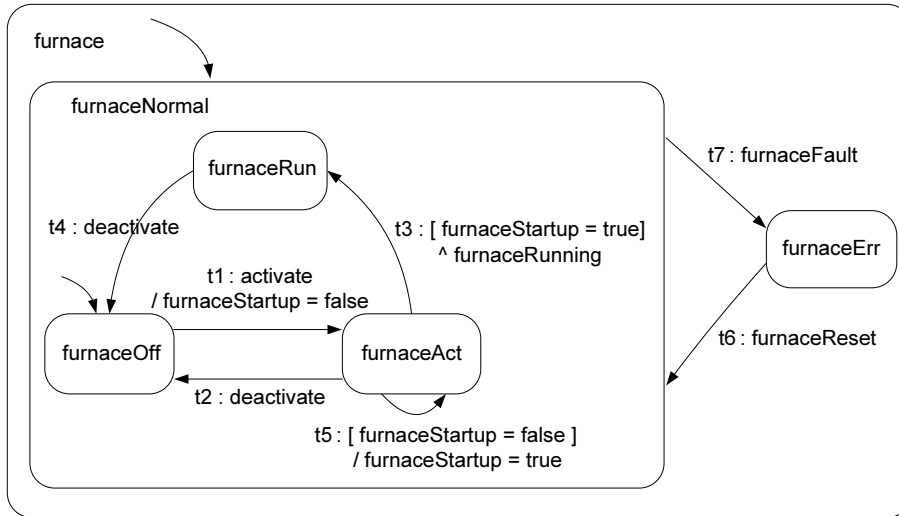 furnace
furnaceNormal
furnaceRun
t7 : furnaceFault
t4 : deactivate
t3 : [ furnaceStartup = true]
^ furnaceRunning
furnaceErr
t1 : activate
/ furnaceStartup = false
t6 : furnaceReset
furnaceOff
furnaceAct
t2 : deactivate
t5 : [ furnaceStartup = false ]
/ furnaceStartup = true